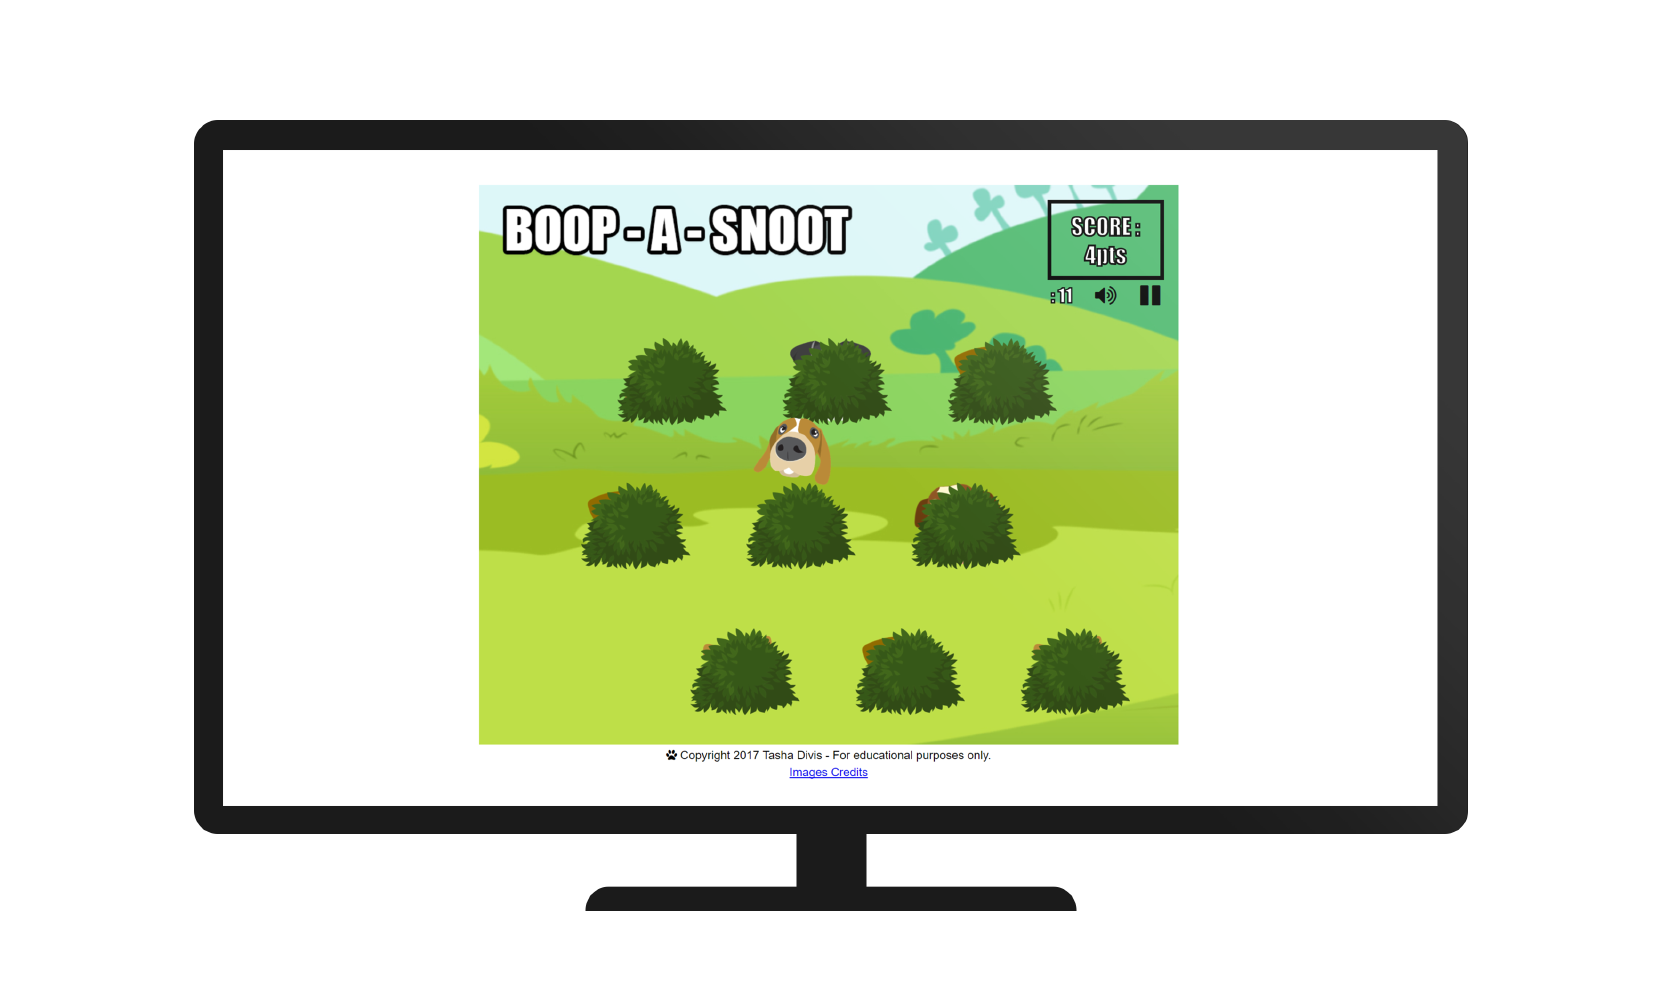 BOOP-A-SNOOT
SCORE:
4pts
:11
Copyright 2017 Tasha Divis - For educational purposes only.
Images Credits